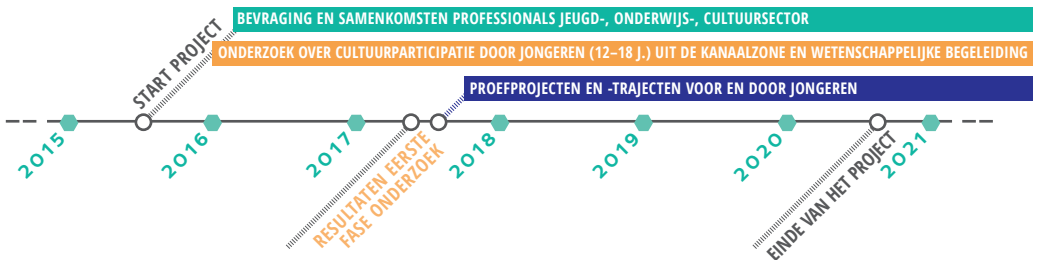 BEVRAGING EN SAMENKOMSTEN PROFESSIONALS JEUGD-, ONDERWIJS-, CULTUURSECTOR
START PROJECT
ONDERZOEK OVER CULTUURPARTICIPATIE DOOR JONGEREN (12–18 J.) UIT DE KANAALZONE EN WETENSCHAPPELIJKE BEGELEIDING
PROEFPROJECTEN EN -TRAJECTEN VOOR EN DOOR JONGEREN
2015
2016
2017
2018
2019
2020
2021
RESULTATEN EERSTE
FASE ONDERZOEK
EINDE VAN HET PROJECT